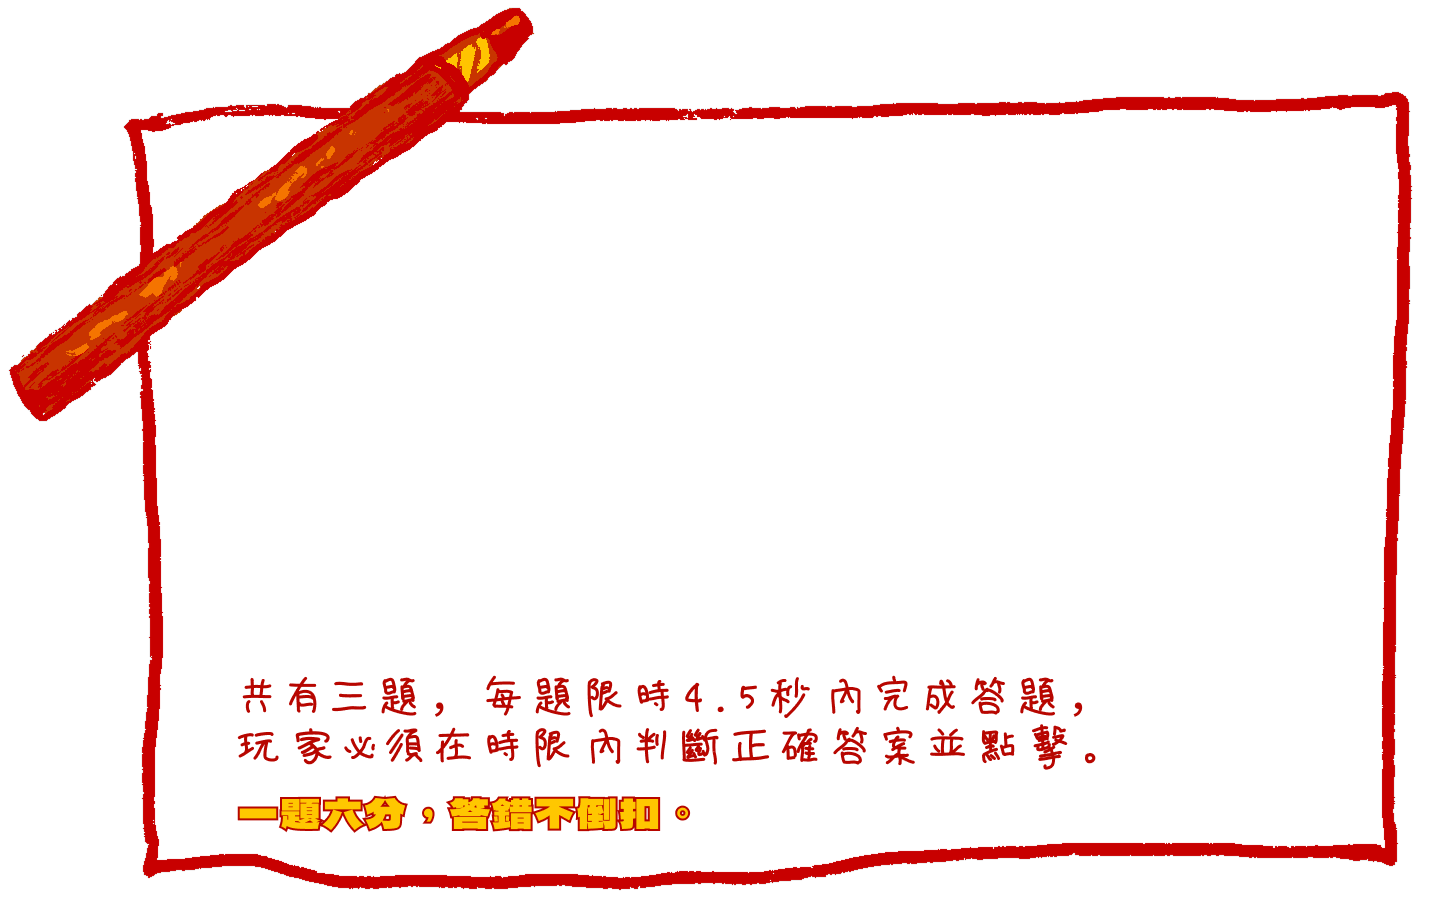 共有三題，每題限時4.5秒內完成答題，
玩家必須在時限內判斷正確答案並點擊。
一題六分，答錯不倒扣。